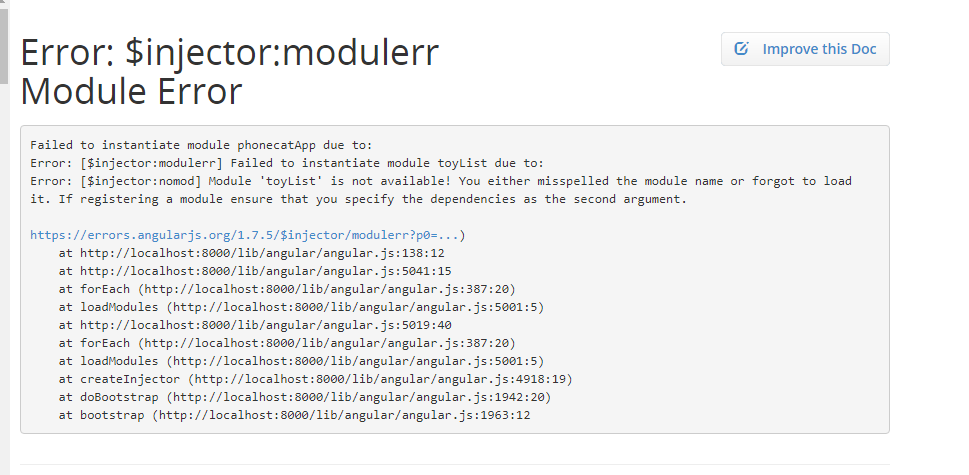 Error: $injector:modulerr
Improve this Doc
Module Error
Failed to instantiate module phonecatApp due to:
Error: [$injector:modulerr] Failed to instantiate module toyList due to:
Error: [$injector:nomod] Module 'toyList' is not available! You either misspelled the module name or forgot to load
it. If registering a module ensure that you specify the dependencies as the second argument.
https://errors.angularjs.org/1.7.5/$injector/modulerr?p0=...)
at http://localhost:8000/lib/angular/angular.js:138:12
at http://localhost:8000/lib/angular/angular.js:5041:15
at forEach (http://localhost:8000/lib/angular/angular.js:387:20)
at loadModules (http://localhost:8000/lib/angular/angular.js:5001:5)
at http://localhost:8000/lib/angular/angular.js:5019:40
at forEach (http://localhost:8000/lib/angular/angular.js:387:20)
at loadModules (http://localhost:8000/lib/angular/angular.js:5001:5)
at createInjector (http://localhost:8000/lib/angular/angular.js:4918:19)
at doBootstrap (http://localhost:8000/lib/angular/angular.js:1942:20)
at bootstrap (http://localhost:8000/lib/angular/angular.js:1963:12